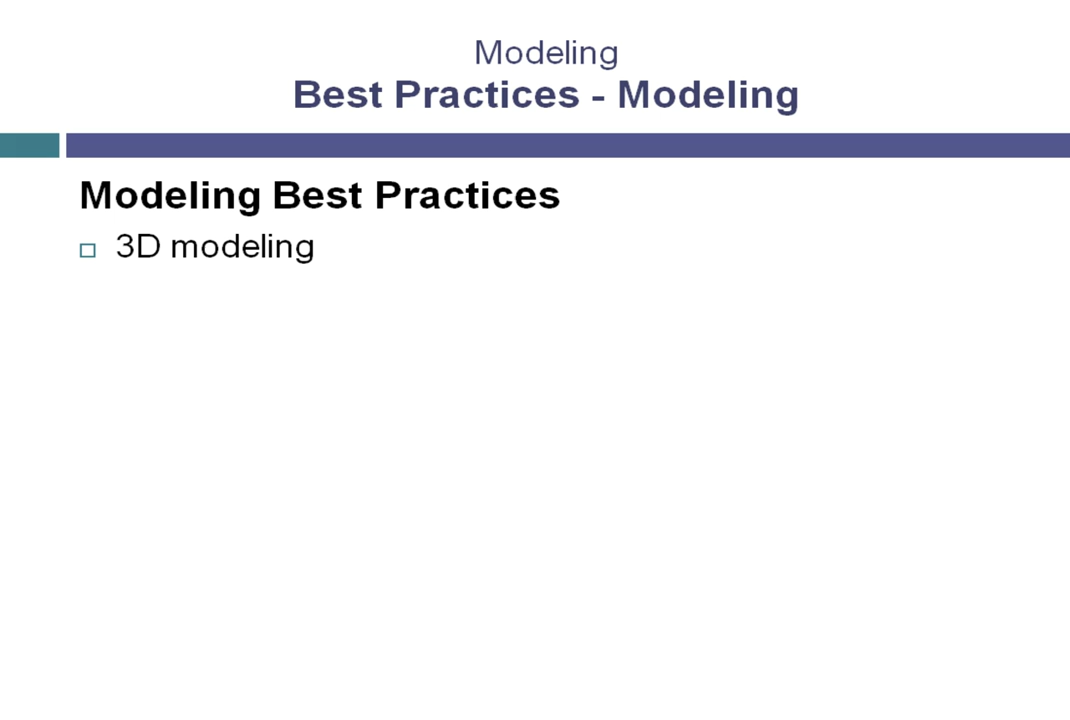 Modeling
Best Practices - Modeling
Modeling Best Practices
3D modeling